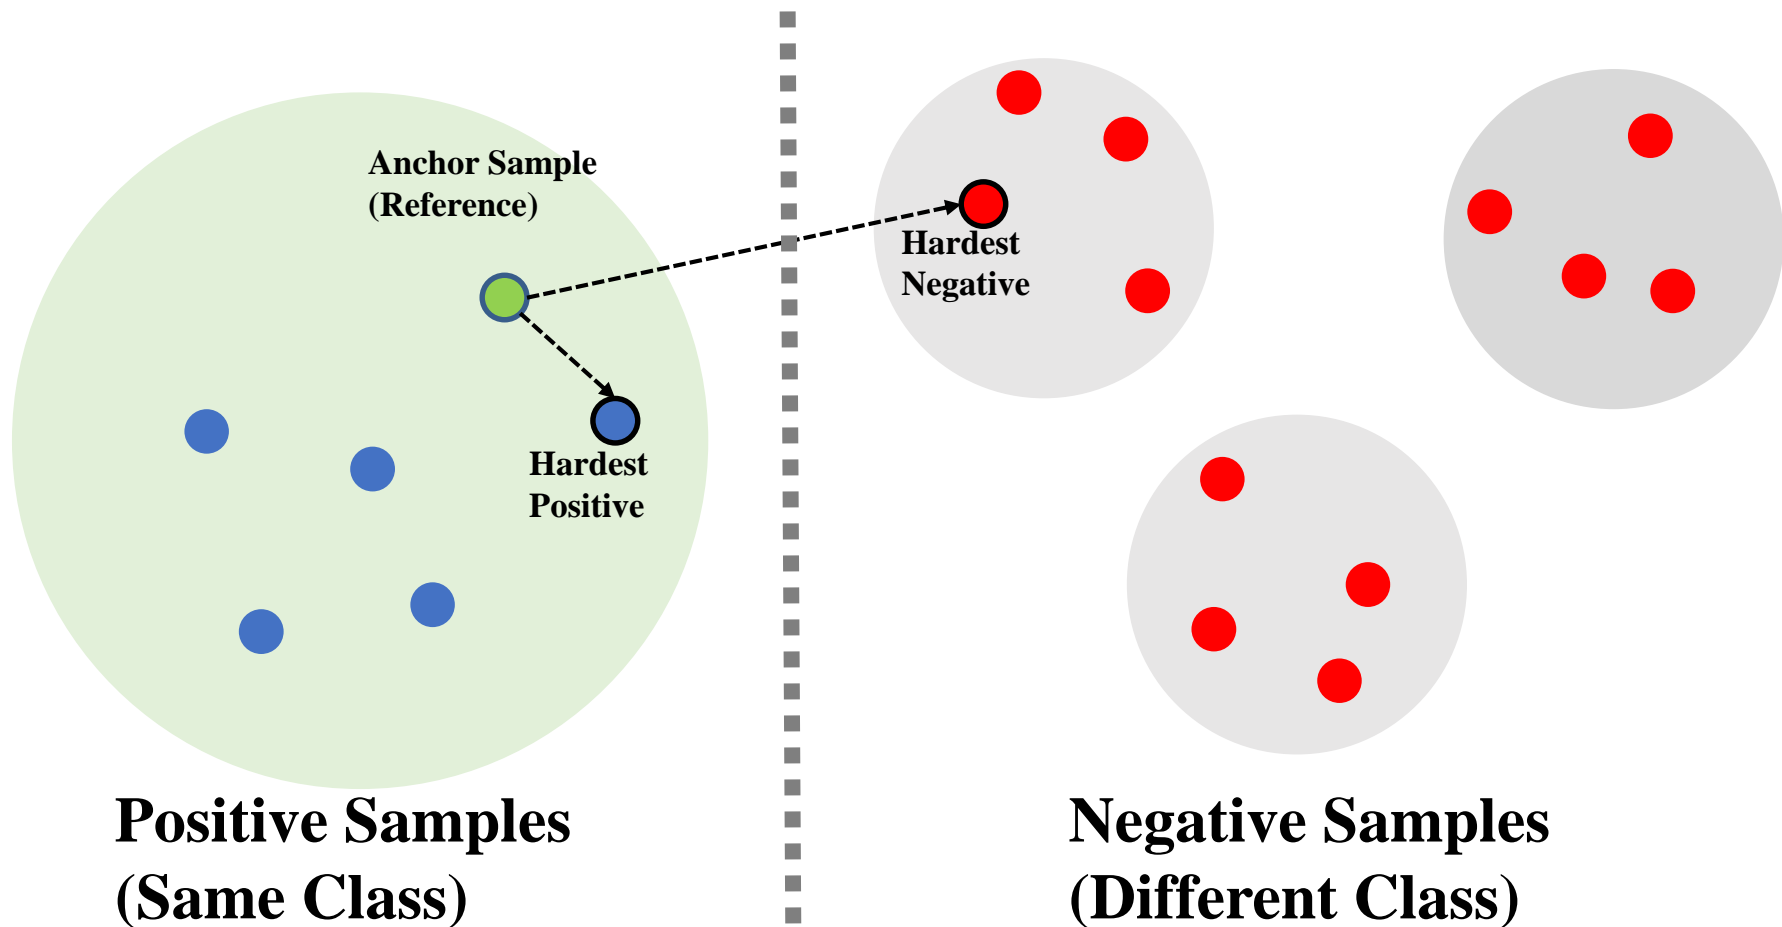 Anchor Sample
(Reference)
Hardest
Negative
Hardest
Positive
Positive Samples
(Same Class)
Negative Samples
(Different Class)